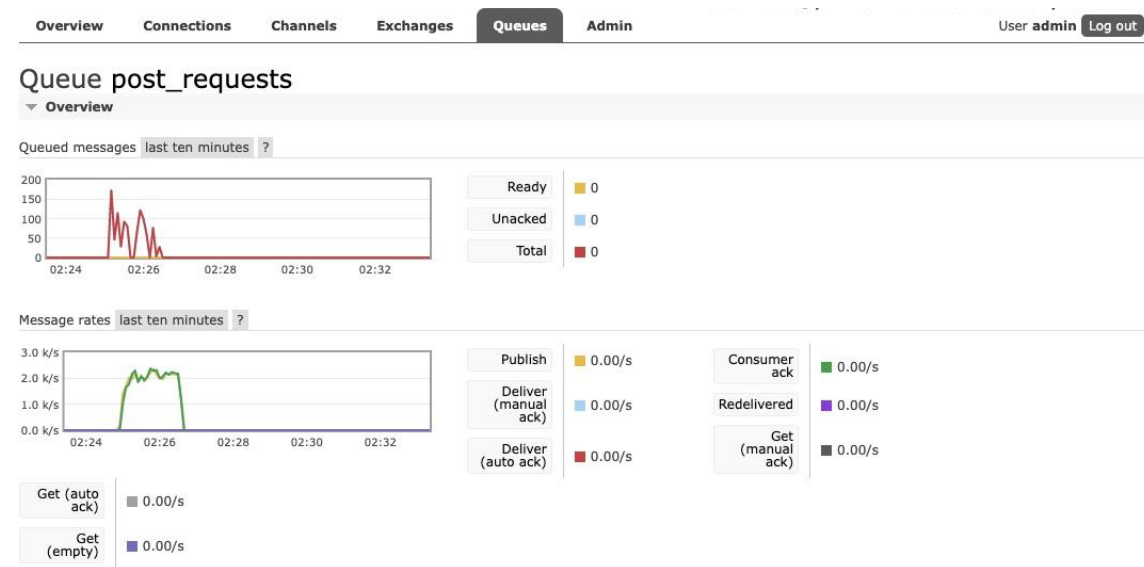 Overview Connections Channels Exchanges Queues Admin User admin Log out
Queue post_requests
Overview
Queued messages last ten minutes ?
200
150
100
50
0
02:24 02:26 02:28 02:30 02:32
Ready 0
Unacked 0
Total 0
Message rates last ten minutes ?
3.0 k/s
2.0 k/s
1.0 k/s
0.0 k/s
02:24 02:26 02:28 02:30 02:32
Publish 0.00/s
Deliver
(manual
ack) 0.00/s
Deliver
(auto ack) 0.00/s
Consumer
ack 0.00/s
Redelivered 0.00/s
Get
(manual
ack) 0.00/s
Get (auto
ack) 0.00/s
Get
(empty) 0.00/s